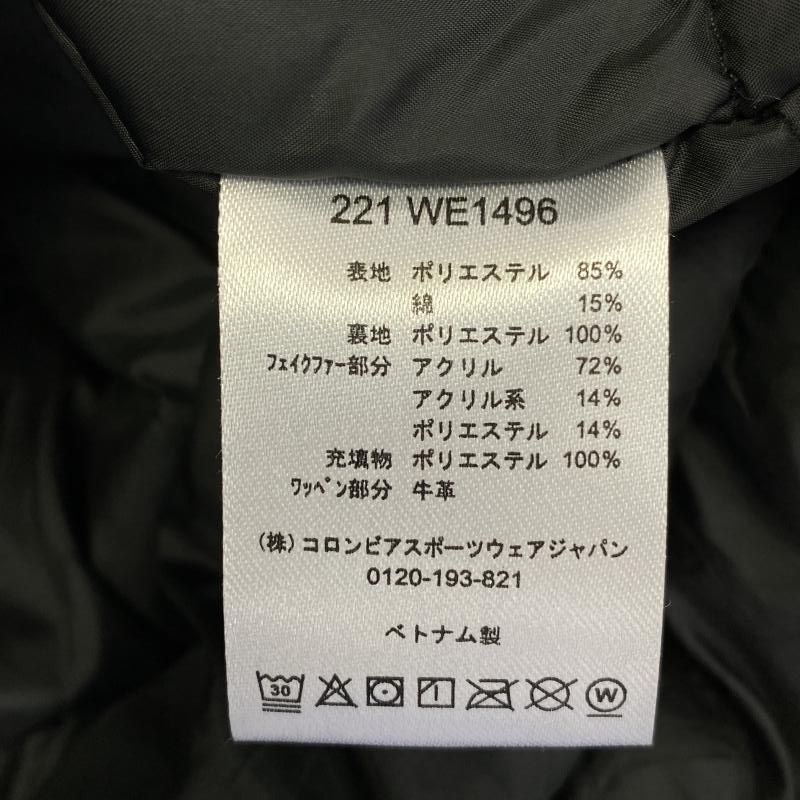 221 WE1496
表地 ポリエステル 85%
綿 15%
裏地 ポリエステル 100%
ﾌｪｲｸﾌｧｰ部分 アクリル 72%
アクリル系 14%
ポリエステル 14%
充填物 ポリエステル 100%
ﾜｯﾍﾟﾝ部分 牛革
(株)コロンビアスポーツウェアジャパン
0120-193-821
ベトナム製
30 W